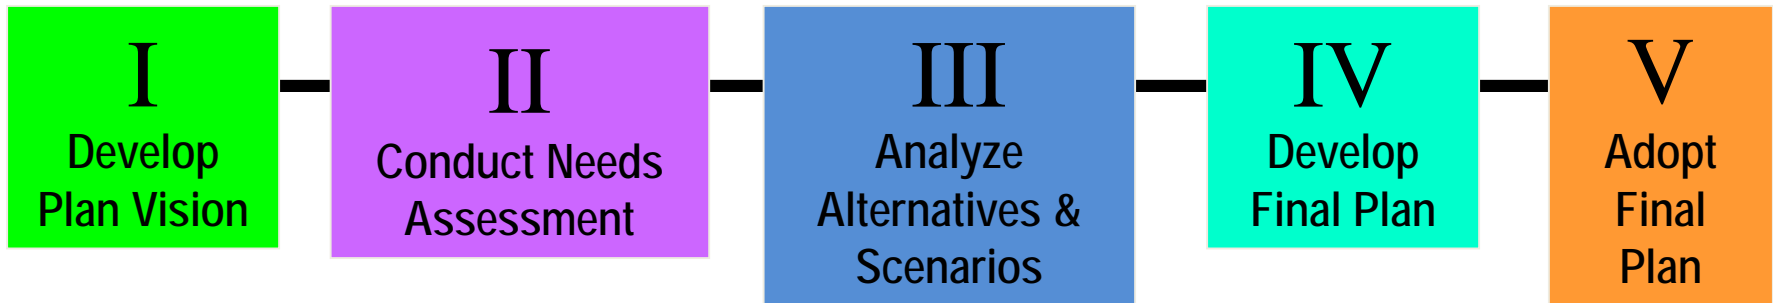 I
Develop
Plan Vision
II
Conduct Needs
Assessment
III
Analyze
Alternatives &
Scenarios
IV
Develop
Final Plan
V
Adopt
Final
Plan